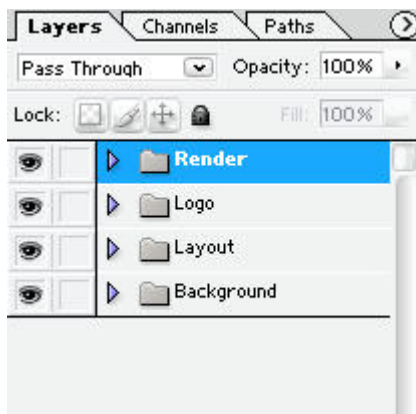 Layers Channels Paths
Pass Through Opacity: 100%
Lock: Fill: 100%
Render
Logo
Layout
Background